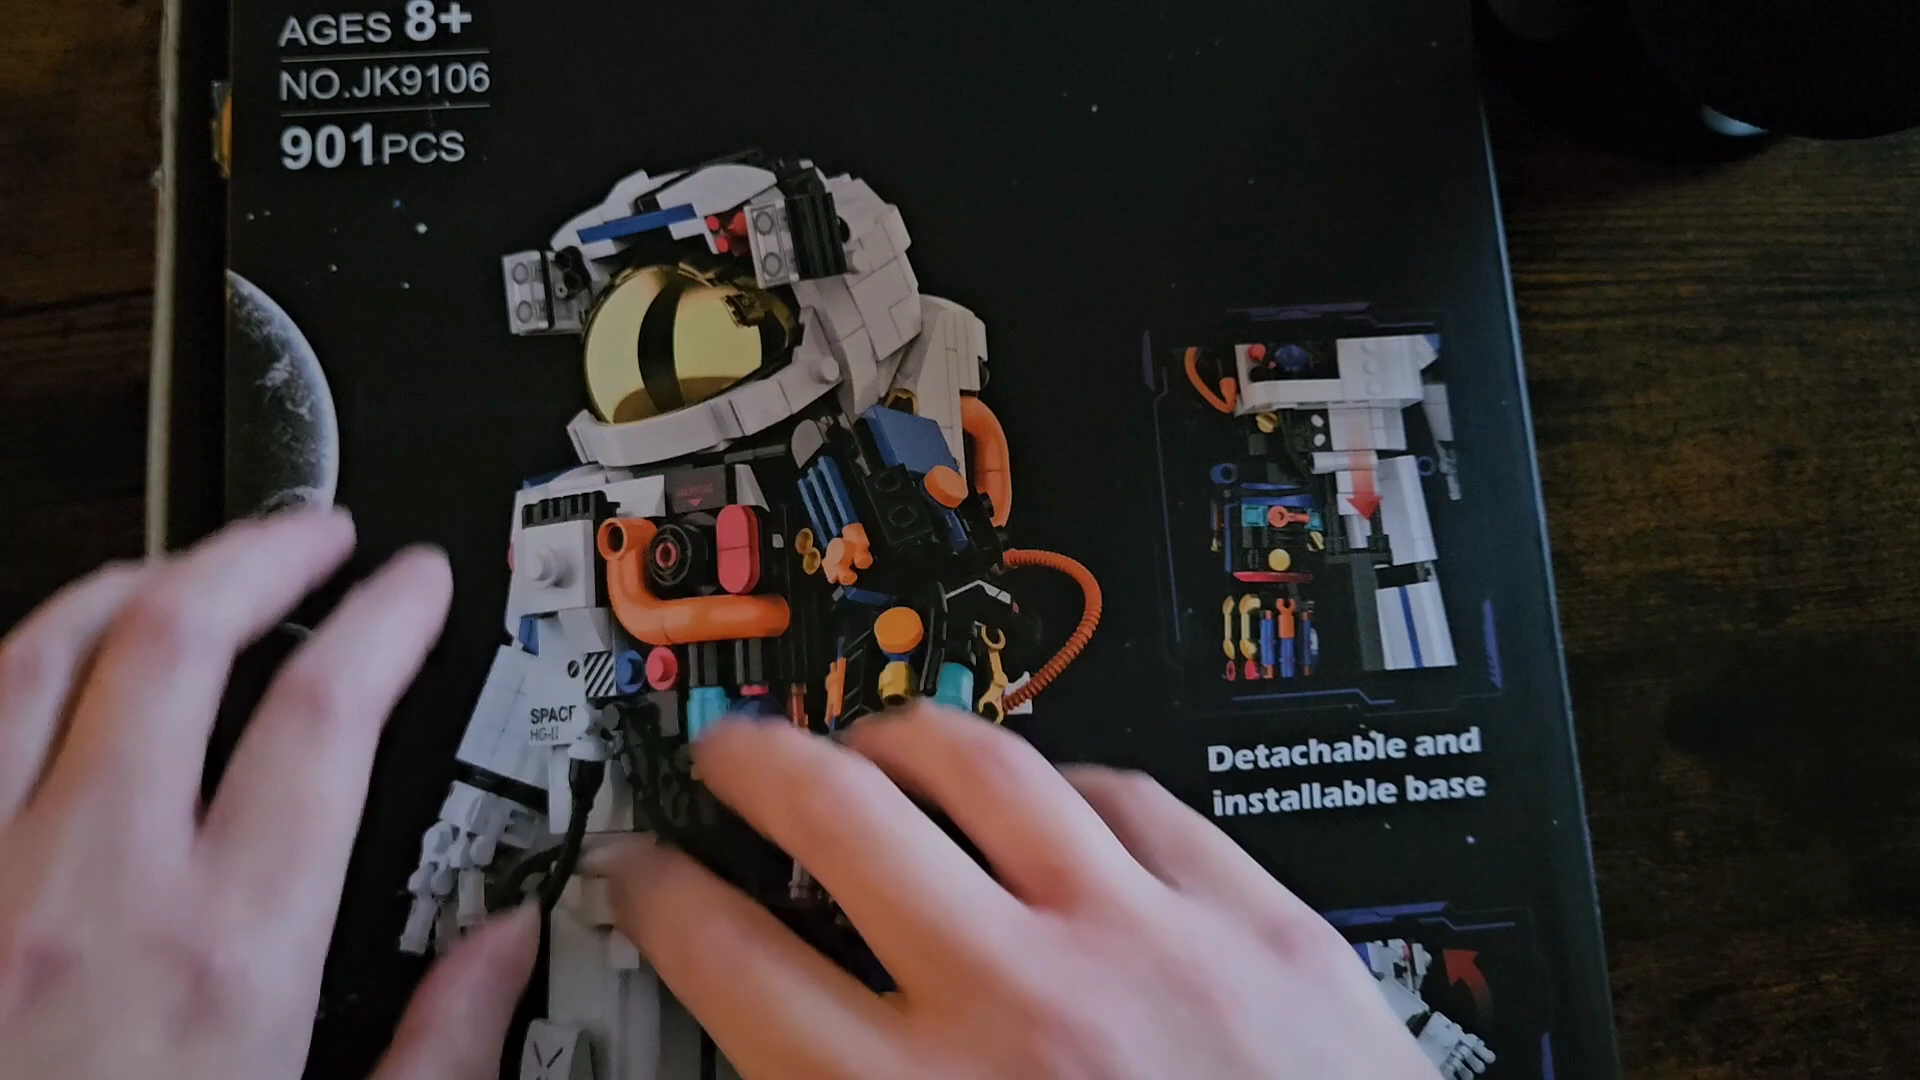 AGES 8+
NO.JK9106
901PCS
SPACE
HG-II
Detachable and
installable base